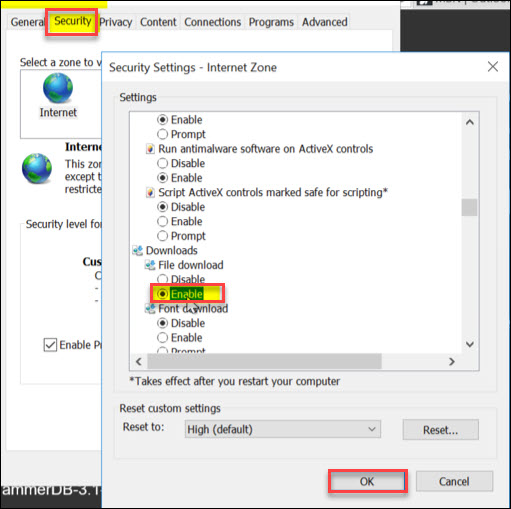 General Security Privacy Content Connections Programs Advanced
Select a zone to v
Internet
Intern
This zon
except t
restricte
Security level for
Cus
C
-
-
Enable Pr
ammerDB-3.1
Security Settings - Internet Zone
Settings
Enable
Prompt
Run antimalware software on ActiveX controls
Disable
Enable
Script ActiveX controls marked safe for scripting*
Disable
Enable
Prompt
Downloads
File download
Disable
Enable
Font download
Disable
Enable
Prompt
*Takes effect after you restart your computer
Reset custom settings
Reset to: High (default) Reset...
OK Cancel